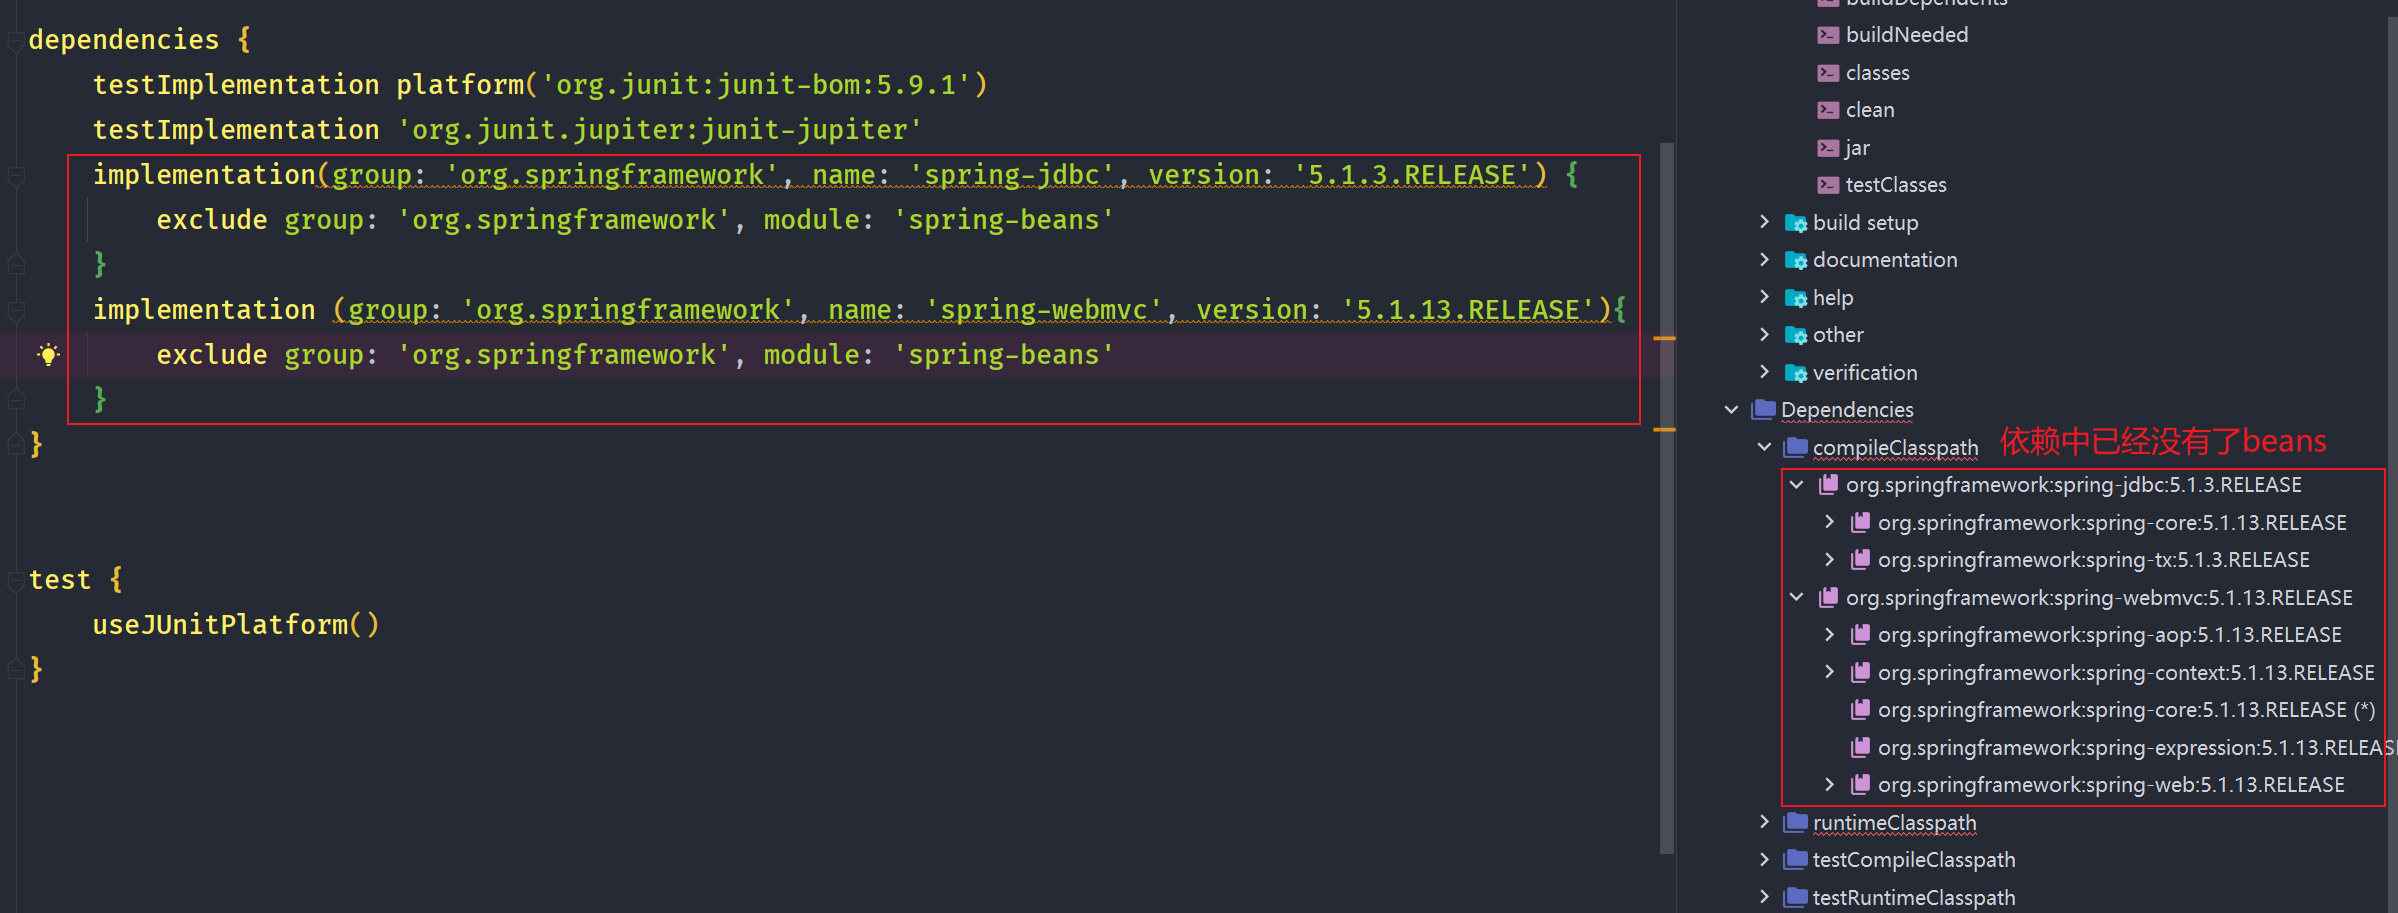 dependencies {
testImplementation platform('org.junit:junit-bom:5.9.1')
testImplementation 'org.junit.jupiter:junit-jupiter'
implementation(group: 'org.springframework', name: 'spring-jdbc', version: '5.1.3.RELEASE') {
exclude group: 'org.springframework', module: 'spring-beans'
}
implementation (group: 'org.springframework', name: 'spring-webmvc', version: '5.1.13.RELEASE'){
exclude group: 'org.springframework', module: 'spring-beans'
}
}
test {
useJUnitPlatform()
}
buildDependents
buildNeeded
classes
clean
jar
testClasses
build setup
documentation
help
other
verification
Dependencies
compileClasspath 依赖中已经没有了beans
org.springframework:spring-jdbc:5.1.3.RELEASE
org.springframework:spring-core:5.1.13.RELEASE
org.springframework:spring-tx:5.1.3.RELEASE
org.springframework:spring-webmvc:5.1.13.RELEASE
org.springframework:spring-aop:5.1.13.RELEASE
org.springframework:spring-context:5.1.13.RELEASE
org.springframework:spring-core:5.1.13.RELEASE (*)
org.springframework:spring-expression:5.1.13.RELEAS
org.springframework:spring-web:5.1.13.RELEASE
runtimeClasspath
testCompileClasspath
testRuntimeClasspath